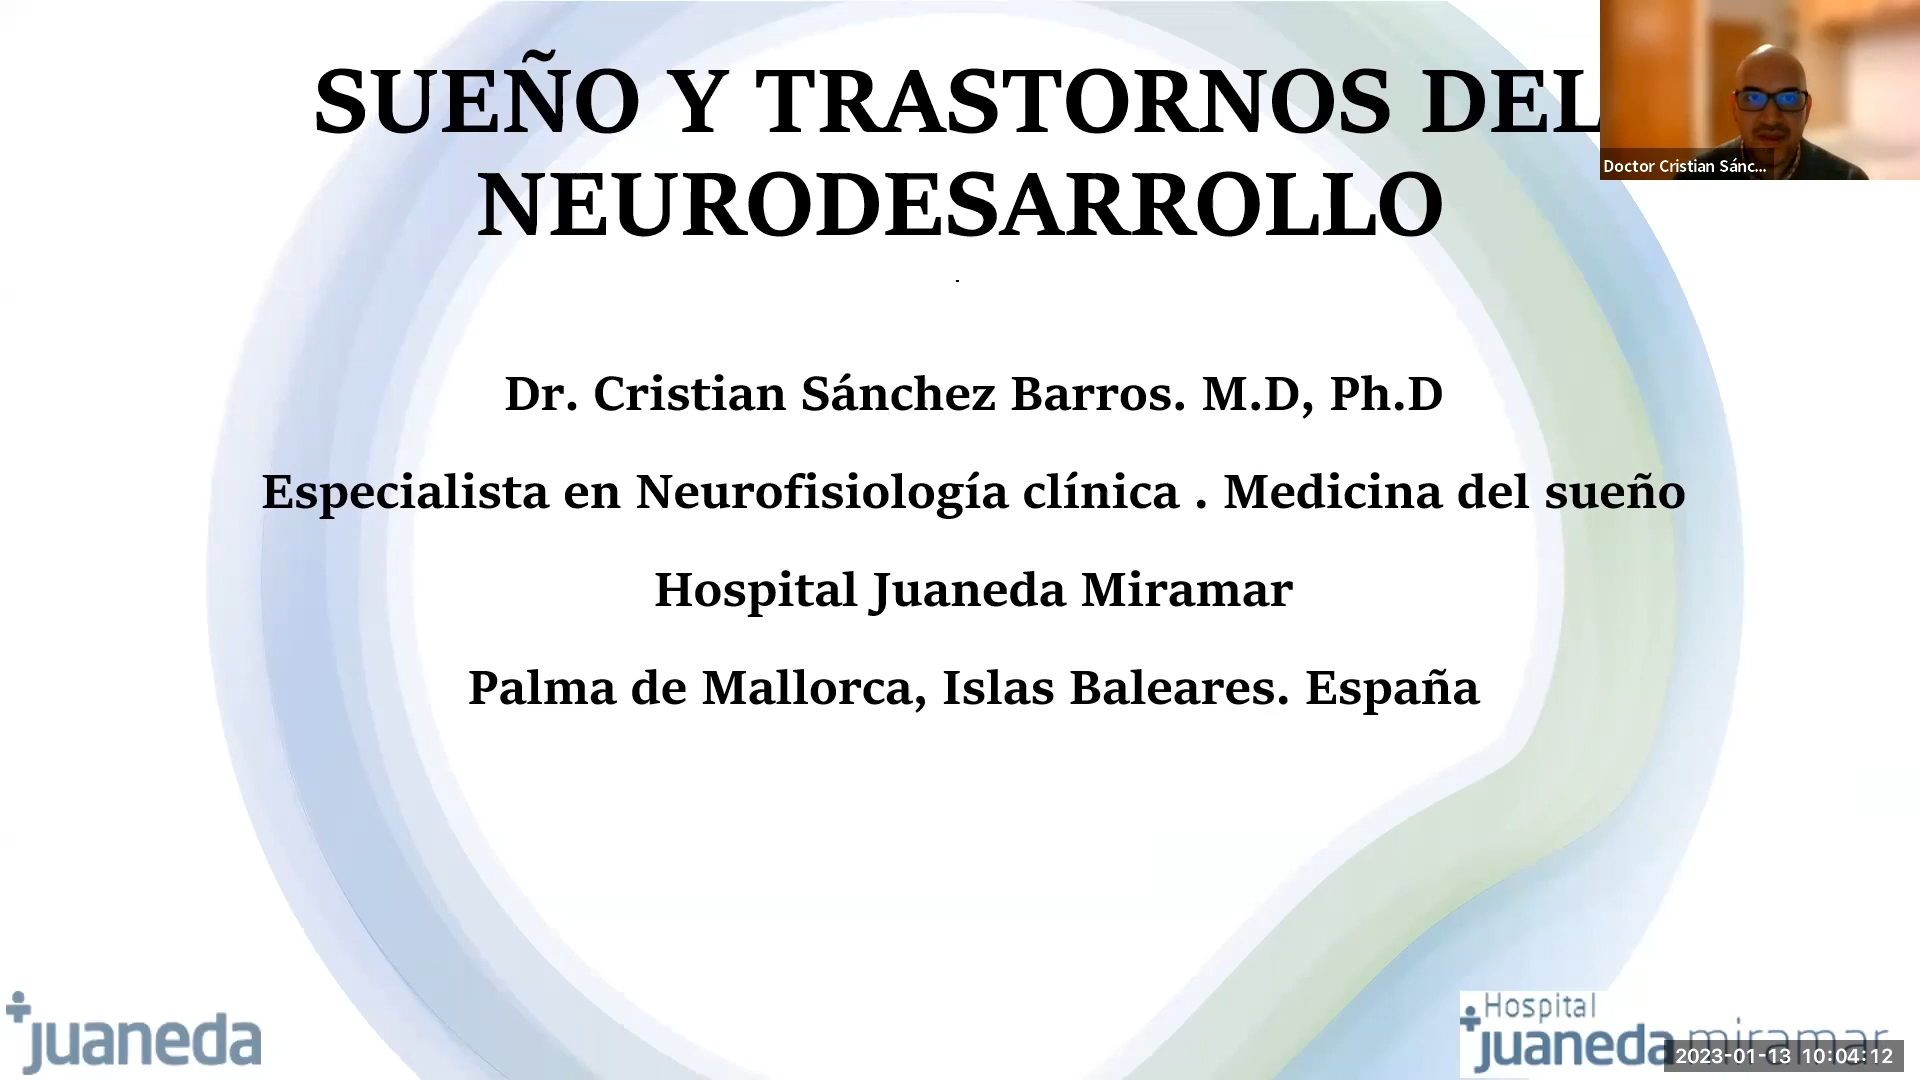 SUEÑO Y TRASTORNOS DEL
NEURODESARROLLO
.
Doctor Cristian Sánc...
Dr. Cristian Sánchez Barros. M.D, Ph.D
Especialista en Neurofisiología clínica . Medicina del sueño
Hospital Juaneda Miramar
Palma de Mallorca, Islas Baleares. España
juaneda
Hospital
juaneda miramar
2023-01-13 10:04:12